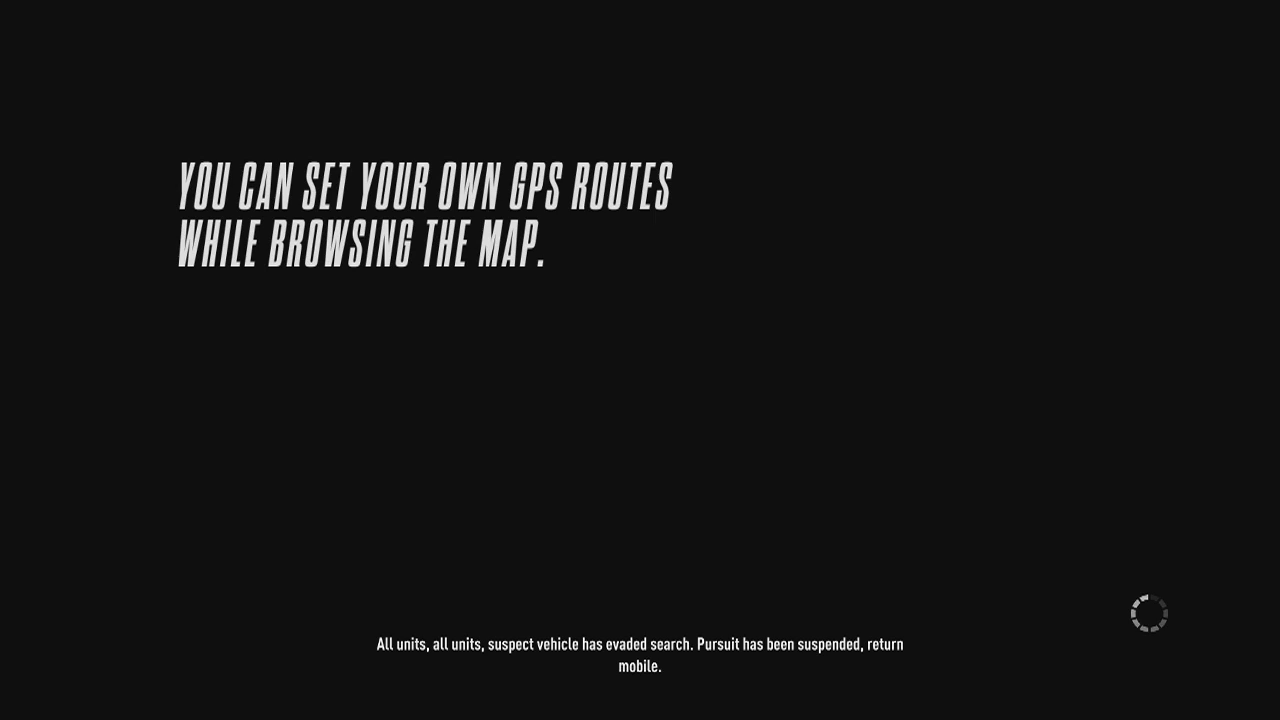 YOU CAN SET YOUR OWN GPS ROUTES
WHILE BROWSING THE MAP.
All units, all units, suspect vehicle has evaded search. Pursuit has been suspended, return
mobile.